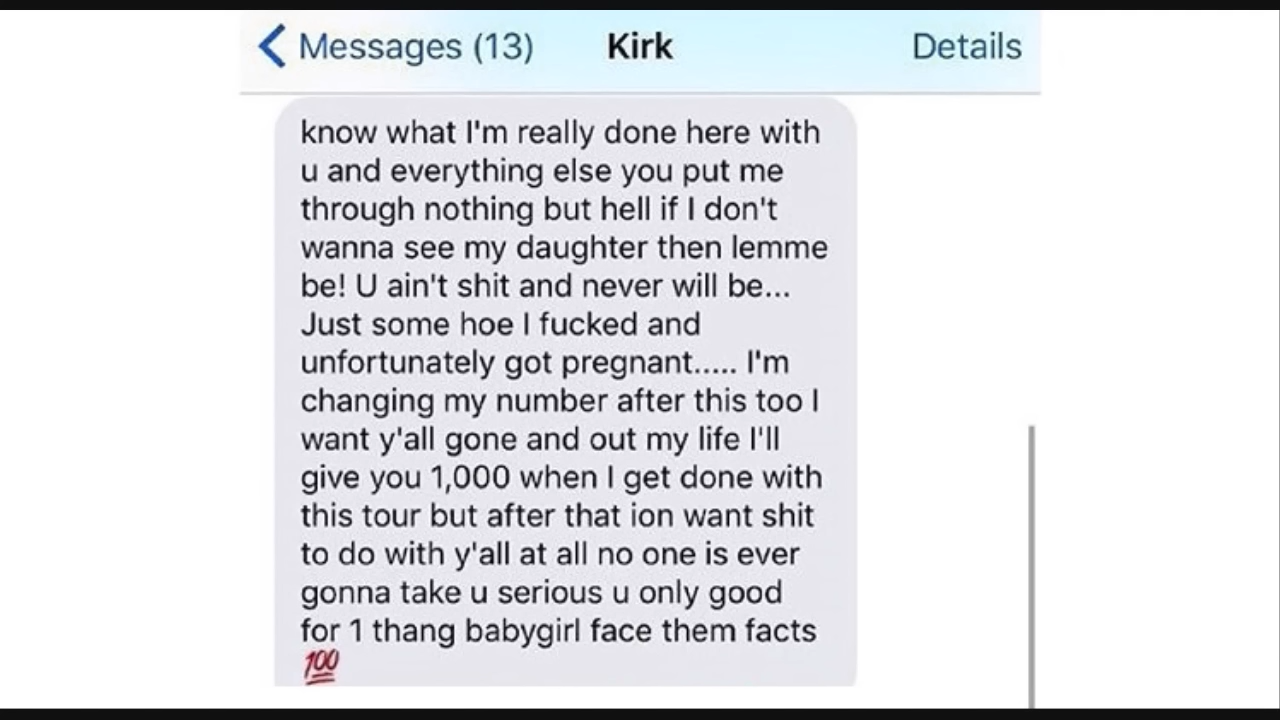 Messages (13) Kirk Details
know what I'm really done here with
u and everything else you put me
through nothing but hell if I don't
wanna see my daughter then lemme
be! U ain't shit and never will be...
Just some hoe I fucked and
unfortunately got pregnant..... I'm
changing my number after this too I
want y'all gone and out my life I'll
give you 1,000 when I get done with
this tour but after that ion want shit
to do with y'all at all no one is ever
gonna take u serious u only good
for 1 thang babygirl face them facts
💯